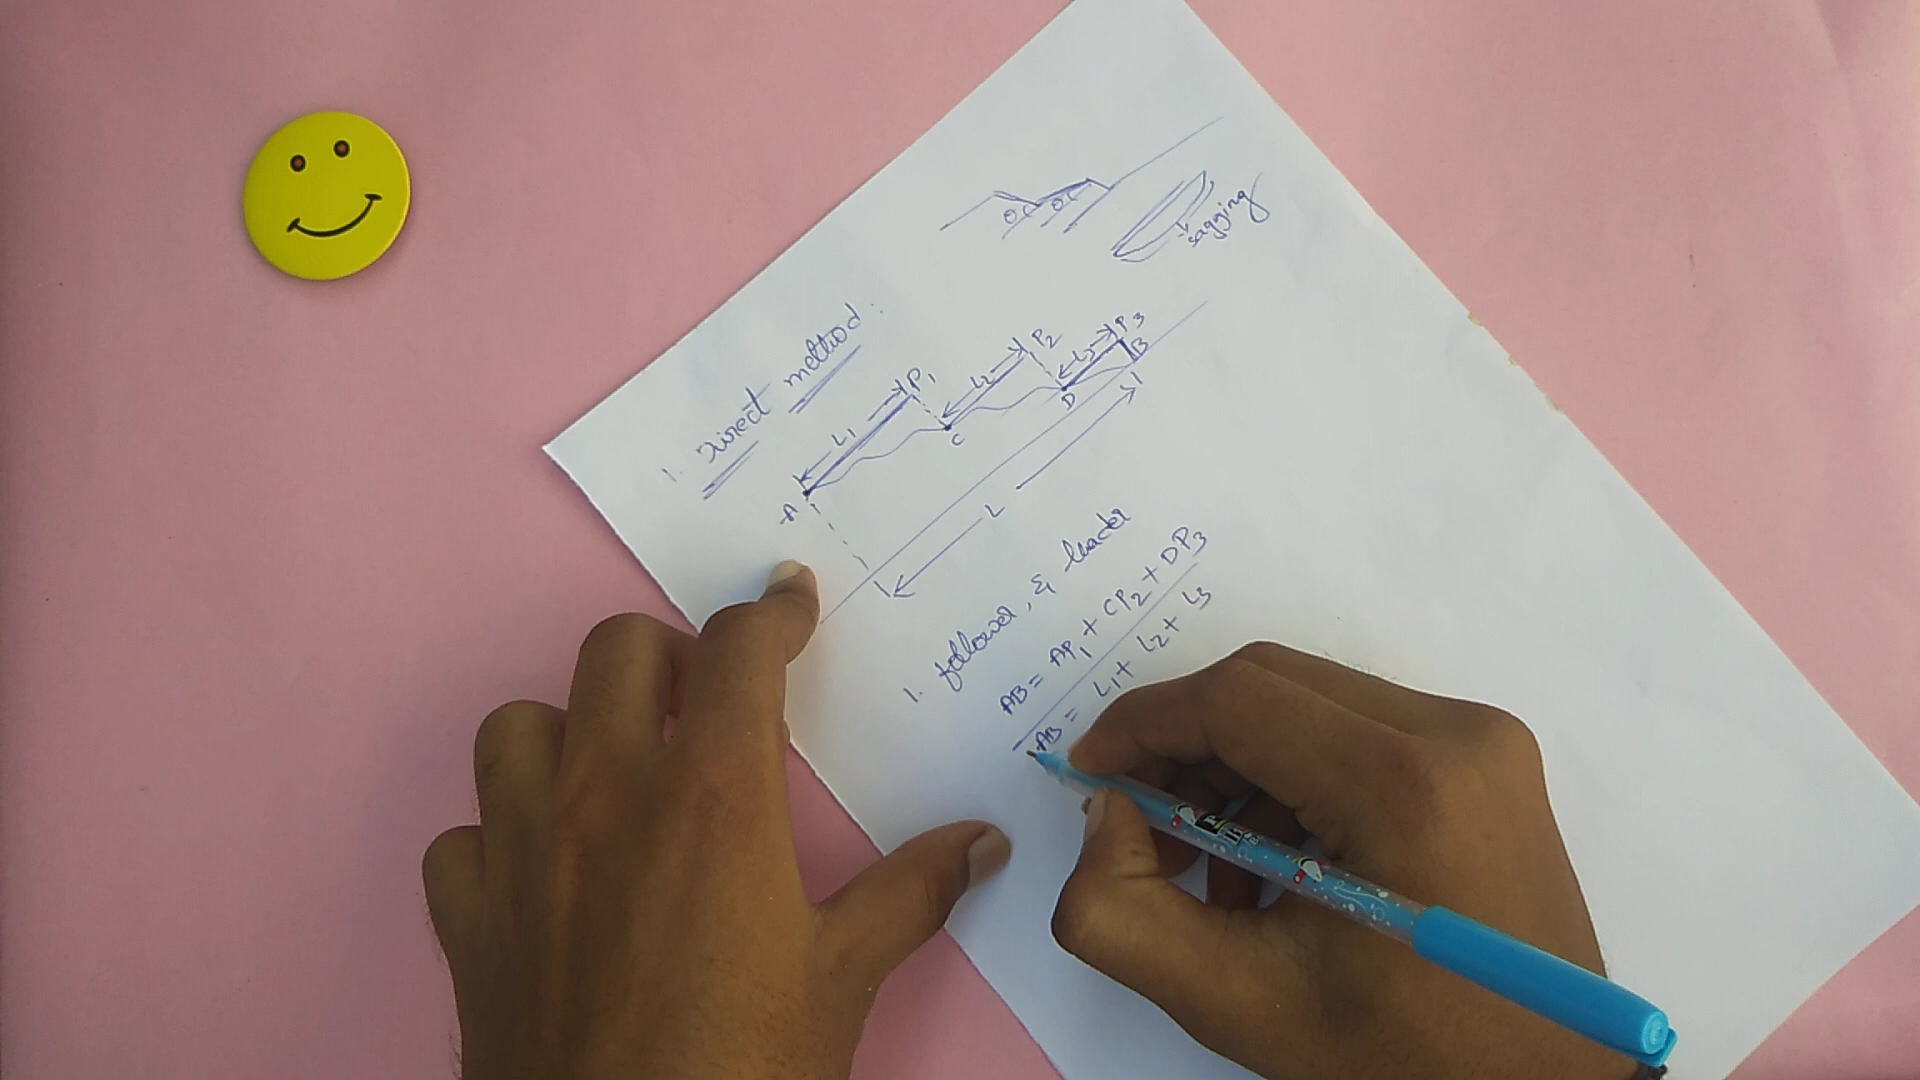 θ θ
sagging
1. Direct method.
L1 P1 L2 P2 L3 P3
A C D B
L
1. follower, & leader
AB = AP1 + CP2 + DP3
AB = L1 + L2 + L3